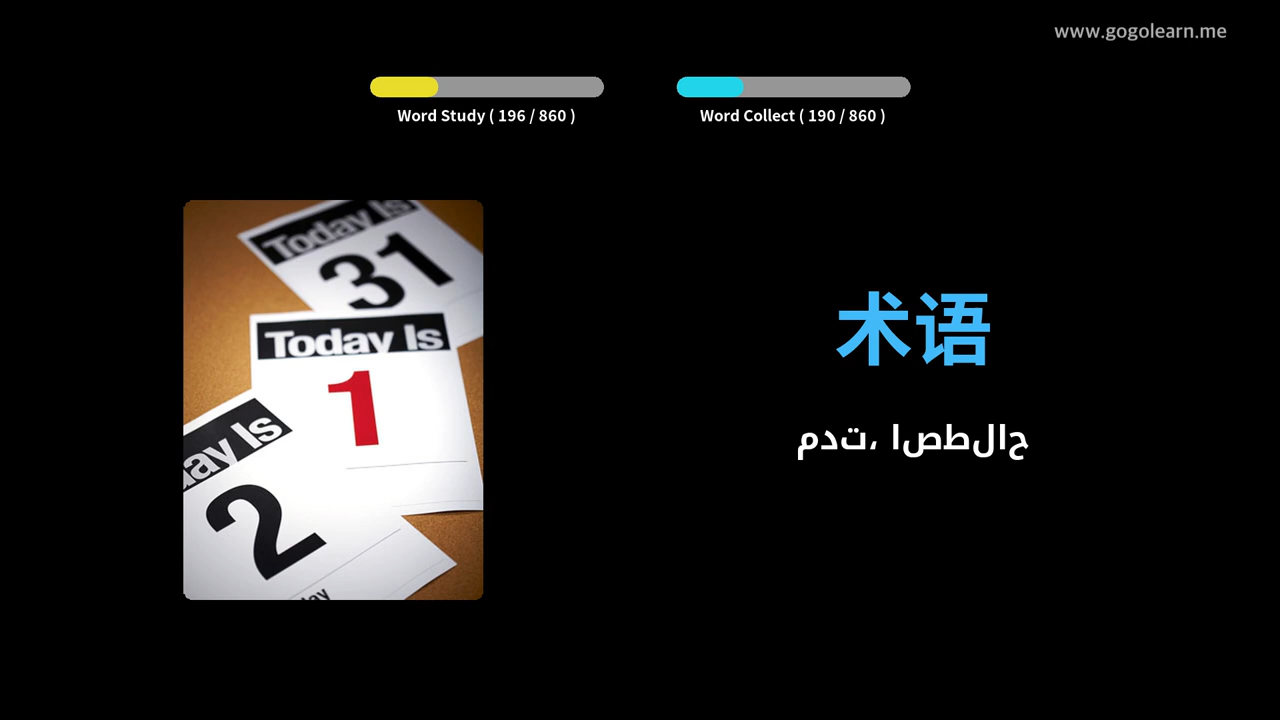 www.gogolearn.me
Word Study ( 196 / 860 )
Word Collect ( 190 / 860 )
Today Is
31
Today Is
1
ay Is
2
ay
术语
مدت، اصطلاح